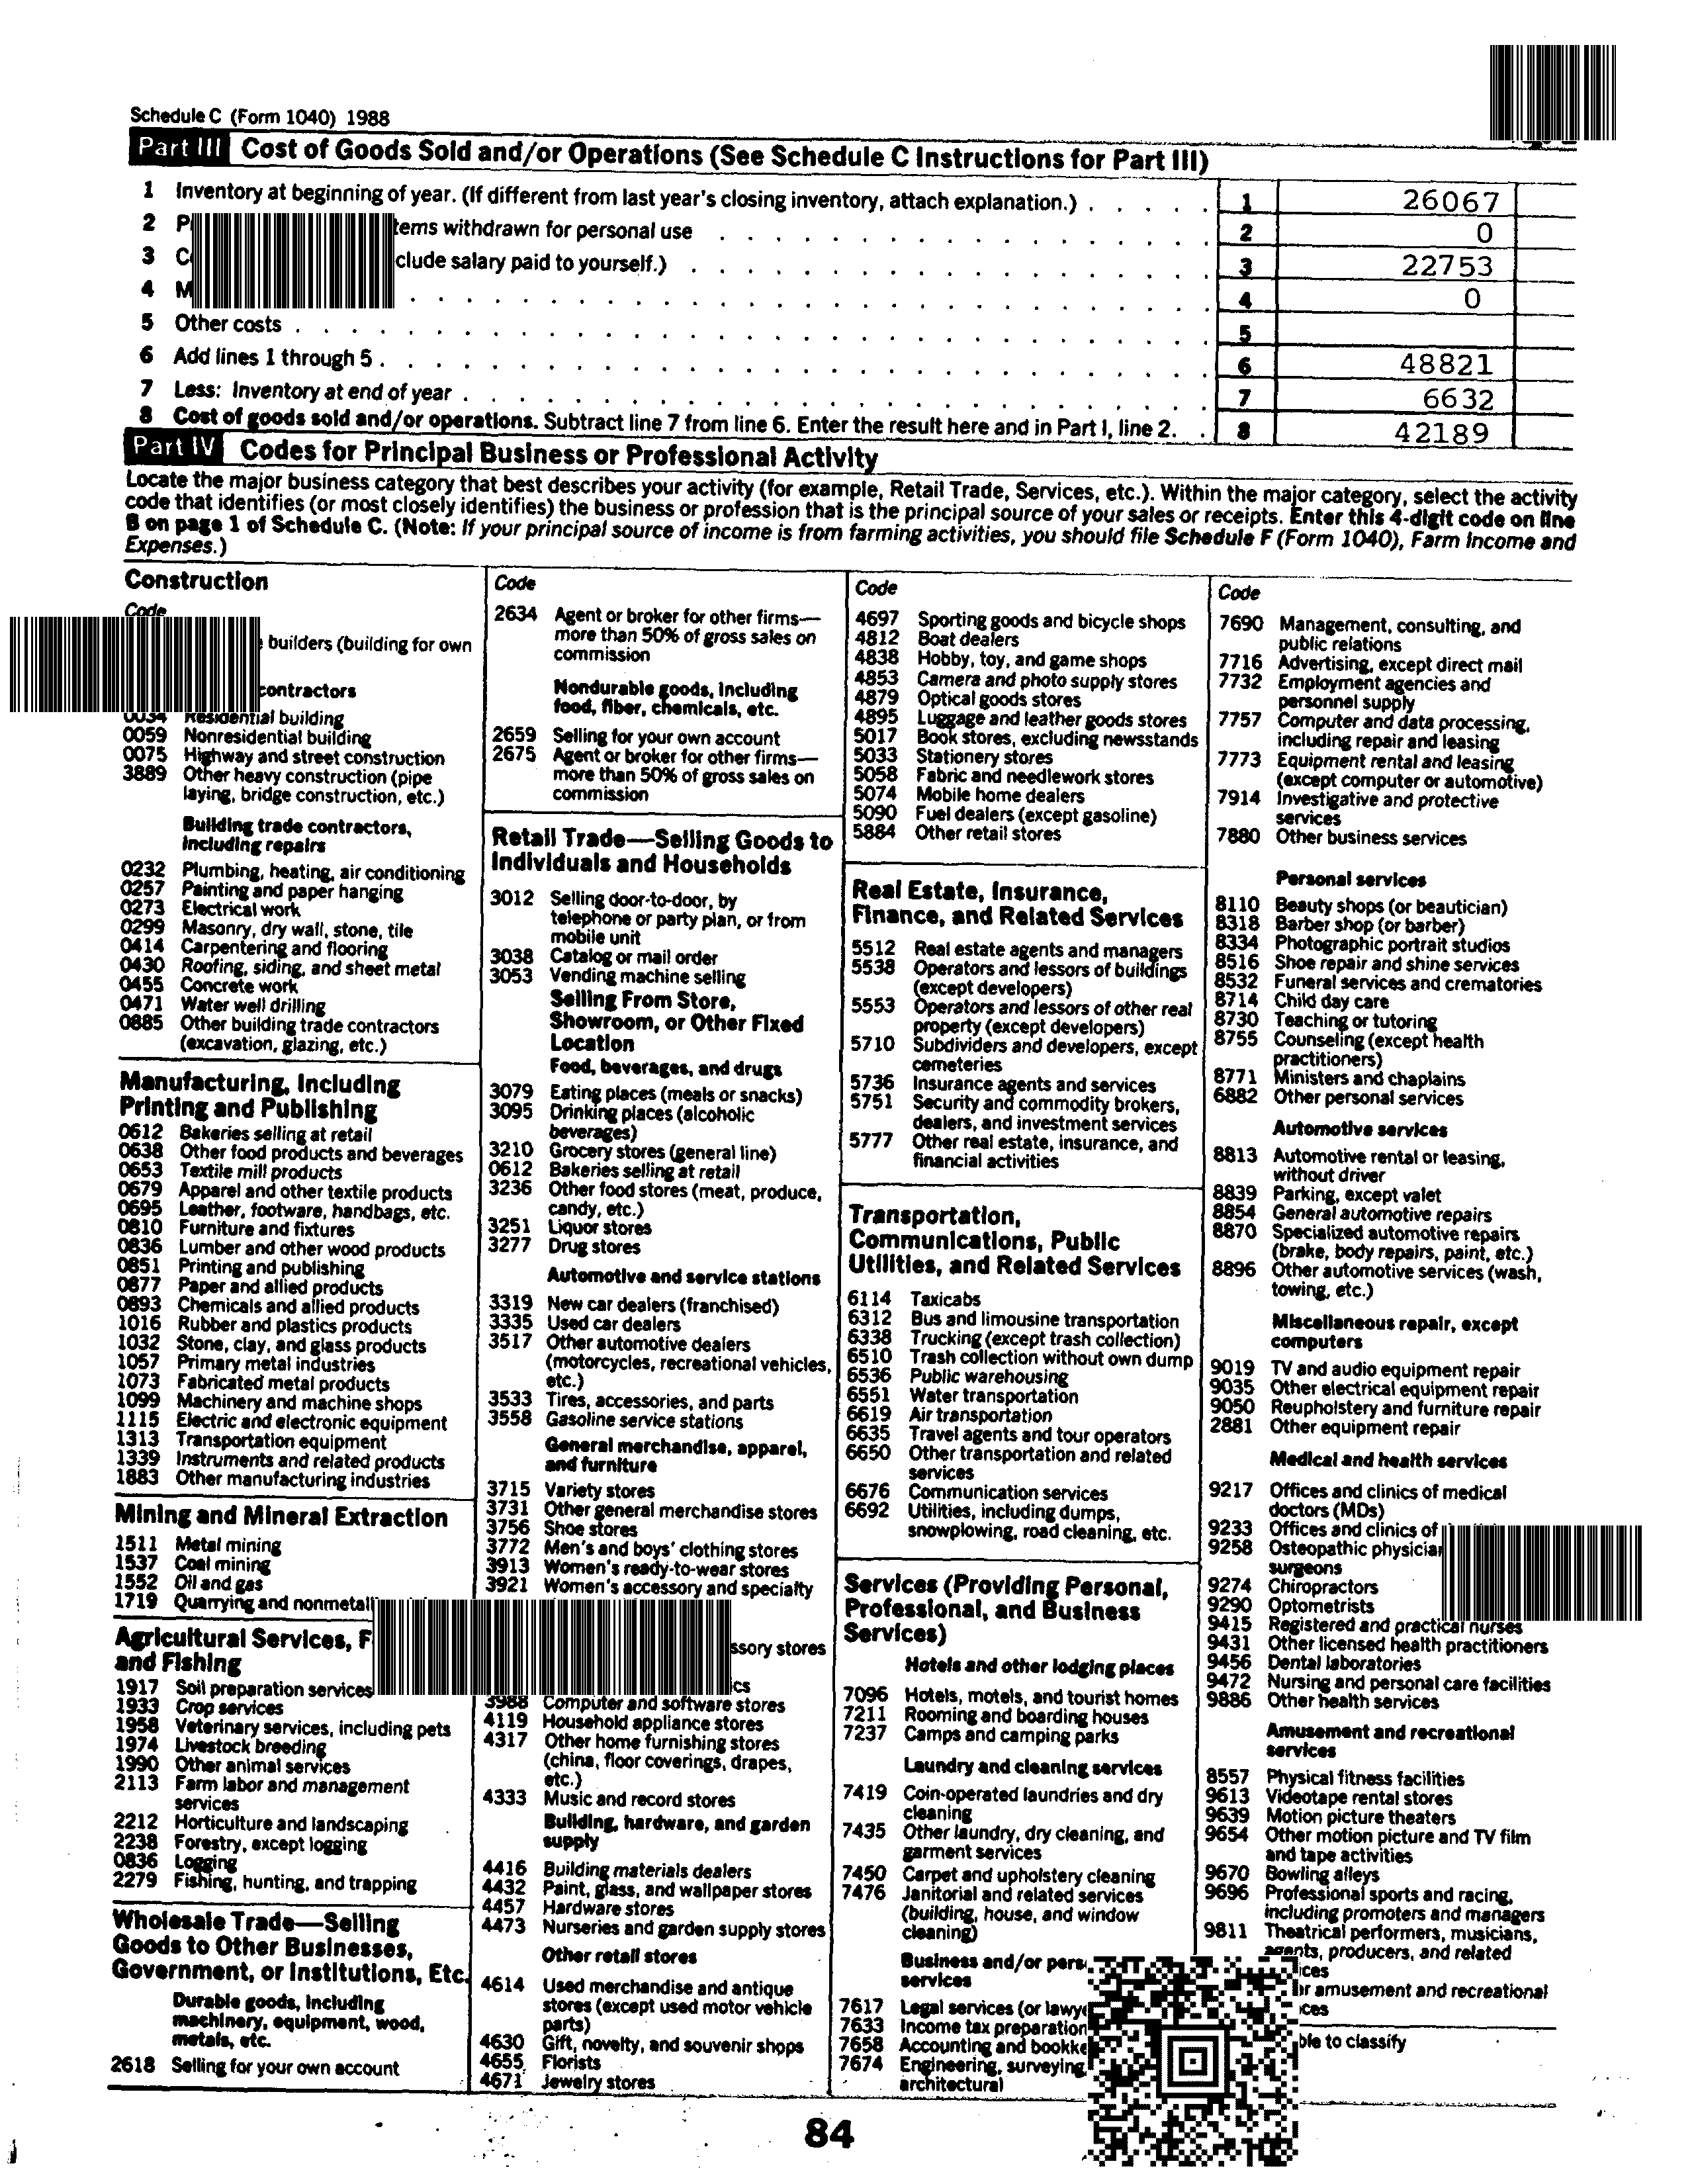 Schedule C (Form 1040) 1988
Part III Cost of Goods Sold and/or Operations (See Schedule C Instructions for Part III)
1 Inventory at beginning of year. (If different from last year's closing inventory, attach explanation.) 1 26067
2 tems withdrawn for personal use 2 0
3 clude salary paid to yourself.) 3 22753
4 4 0
5 Other costs 5
6 Add lines 1 through 5 6 48821
7 Less: Inventory at end of year 7 6632
8 Cost of goods sold and/or operations. Subtract line 7 from line 6. Enter the result here and in Part I, line 2. 8 42189
Part IV Codes for Principal Business or Professional Activity
Locate the major business category that best describes your activity (for example, Retail Trade, Services, etc.). Within the major category, select the activity
code that identifies (or most closely identifies) the business or profession that is the principal source of your sales or receipts. Enter this 4-digit code on line
B on page 1 of Schedule C. (Note: If your principal source of income is from farming activities, you should file Schedule F (Form 1040), Farm Income and
Expenses.)
Construction
Code
builders (building for own
contractors
0034 Residential building
0059 Nonresidential building
0075 Highway and street construction
3889 Other heavy construction (pipe
laying, bridge construction, etc.)
Building trade contractors,
including repairs
0232 Plumbing, heating, air conditioning
0257 Painting and paper hanging
0273 Electrical work
0299 Masonry, dry wall, stone, tile
0414 Carpentering and flooring
0430 Roofing, siding, and sheet metal
0455 Concrete work
0471 Water well drilling
0885 Other building trade contractors
(excavation, glazing, etc.)
Manufacturing, Including
Printing and Publishing
0612 Bakeries selling at retail
0638 Other food products and beverages
0653 Textile mill products
0679 Apparel and other textile products
0695 Leather, footware, handbags, etc.
0810 Furniture and fixtures
0836 Lumber and other wood products
0851 Printing and publishing
0877 Paper and allied products
0893 Chemicals and allied products
1016 Rubber and plastics products
1032 Stone, clay, and glass products
1057 Primary metal industries
1073 Fabricated metal products
1099 Machinery and machine shops
1115 Electric and electronic equipment
1313 Transportation equipment
1339 Instruments and related products
1883 Other manufacturing industries
Mining and Mineral Extraction
1511 Metal mining
1537 Coal mining
1552 Oil and gas
1719 Quarrying and nonmetal
Agricultural Services, F
and Fishing
1917 Soil preparation services
1933 Crop services
1958 Veterinary services, including pets
1974 Livestock breeding
1990 Other animal services
2113 Farm labor and management
services
2212 Horticulture and landscaping
2238 Forestry, except logging
0836 Logging
2279 Fishing, hunting, and trapping
Wholesale Trade—Selling
Goods to Other Businesses,
Government, or Institutions, Etc.
Durable goods, including
machinery, equipment, wood,
metals, etc.
2618 Selling for your own account
Code
2634 Agent or broker for other firms—
more than 50% of gross sales on
commission
Nondurable goods, including
food, fiber, chemicals, etc.
2659 Selling for your own account
2675 Agent or broker for other firms—
more than 50% of gross sales on
commission
Retail Trade—Selling Goods to
Individuals and Households
3012 Selling door-to-door, by
telephone or party plan, or from
mobile unit
3038 Catalog or mail order
3053 Vending machine selling
Selling From Store,
Showroom, or Other Fixed
Location
Food, beverages, and drugs
3079 Eating places (meals or snacks)
3095 Drinking places (alcoholic
beverages)
3210 Grocery stores (general line)
0612 Bakeries selling at retail
3236 Other food stores (meat, produce,
candy, etc.)
3251 Liquor stores
3277 Drug stores
Automotive and service stations
3319 New car dealers (franchised)
3335 Used car dealers
3517 Other automotive dealers
(motorcycles, recreational vehicles,
etc.)
3533 Tires, accessories, and parts
3558 Gasoline service stations
General merchandise, apparel,
and furniture
3715 Variety stores
3731 Other general merchandise stores
3756 Shoe stores
3772 Men's and boys' clothing stores
3913 Women's ready-to-wear stores
3921 Women's accessory and specialty
ssory stores
cs
3988 Computer and software stores
4119 Household appliance stores
4317 Other home furnishing stores
(china, floor coverings, drapes,
etc.)
4333 Music and record stores
Building, hardware, and garden
supply
4416 Building materials dealers
4432 Paint, glass, and wallpaper stores
4457 Hardware stores
4473 Nurseries and garden supply stores
Other retail stores
4614 Used merchandise and antique
stores (except used motor vehicle
parts)
4630 Gift, novelty, and souvenir shops
4655 Florists
4671 Jewelry stores
Code
4697 Sporting goods and bicycle shops
4812 Boat dealers
4838 Hobby, toy, and game shops
4853 Camera and photo supply stores
4879 Optical goods stores
4895 Luggage and leather goods stores
5017 Book stores, excluding newsstands
5033 Stationery stores
5058 Fabric and needlework stores
5074 Mobile home dealers
5090 Fuel dealers (except gasoline)
5884 Other retail stores
Real Estate, Insurance,
Finance, and Related Services
5512 Real estate agents and managers
5538 Operators and lessors of buildings
(except developers)
5553 Operators and lessors of other real
property (except developers)
5710 Subdividers and developers, except
cemeteries
5736 Insurance agents and services
5751 Security and commodity brokers,
dealers, and investment services
5777 Other real estate, insurance, and
financial activities
Transportation,
Communications, Public
Utilities, and Related Services
6114 Taxicabs
6312 Bus and limousine transportation
6338 Trucking (except trash collection)
6510 Trash collection without own dump
6536 Public warehousing
6551 Water transportation
6619 Air transportation
6635 Travel agents and tour operators
6650 Other transportation and related
services
6676 Communication services
6692 Utilities, including dumps,
snowplowing, road cleaning, etc.
Services (Providing Personal,
Professional, and Business
Services)
Hotels and other lodging places
7096 Hotels, motels, and tourist homes
7211 Rooming and boarding houses
7237 Camps and camping parks
Laundry and cleaning services
7419 Coin-operated laundries and dry
cleaning
7435 Other laundry, dry cleaning, and
garment services
7450 Carpet and upholstery cleaning
7476 Janitorial and related services
(building, house, and window
cleaning)
Business and/or pers
services
7617 Legal services (or lawye
7633 Income tax preparation
7658 Accounting and bookke
7674 Engineering, surveying
architectural
Code
7690 Management, consulting, and
public relations
7716 Advertising, except direct mail
7732 Employment agencies and
personnel supply
7757 Computer and data processing,
including repair and leasing
7773 Equipment rental and leasing
(except computer or automotive)
7914 Investigative and protective
services
7880 Other business services
Personal services
8110 Beauty shops (or beautician)
8318 Barber shop (or barber)
8334 Photographic portrait studios
8516 Shoe repair and shine services
8532 Funeral services and crematories
8714 Child day care
8730 Teaching or tutoring
8755 Counseling (except health
practitioners)
8771 Ministers and chaplains
6882 Other personal services
Automotive services
8813 Automotive rental or leasing,
without driver
8839 Parking, except valet
8854 General automotive repairs
8870 Specialized automotive repairs
(brake, body repairs, paint, etc.)
8896 Other automotive services (wash,
towing, etc.)
Miscellaneous repair, except
computers
9019 TV and audio equipment repair
9035 Other electrical equipment repair
9050 Reupholstery and furniture repair
2881 Other equipment repair
Medical and health services
9217 Offices and clinics of medical
doctors (MDs)
9233 Offices and clinics of
9258 Osteopathic physicia
surgeons
9274 Chiropractors
9290 Optometrists
9415 Registered and practical nurses
9431 Other licensed health practitioners
9456 Dental laboratories
9472 Nursing and personal care facilities
9886 Other health services
Amusement and recreational
services
8557 Physical fitness facilities
9613 Videotape rental stores
9639 Motion picture theaters
9654 Other motion picture and TV film
and tape activities
9670 Bowling alleys
9696 Professional sports and racing,
including promoters and managers
9811 Theatrical performers, musicians,
agents, producers, and related
ices
amusement and recreational
ces
ble to classify
84